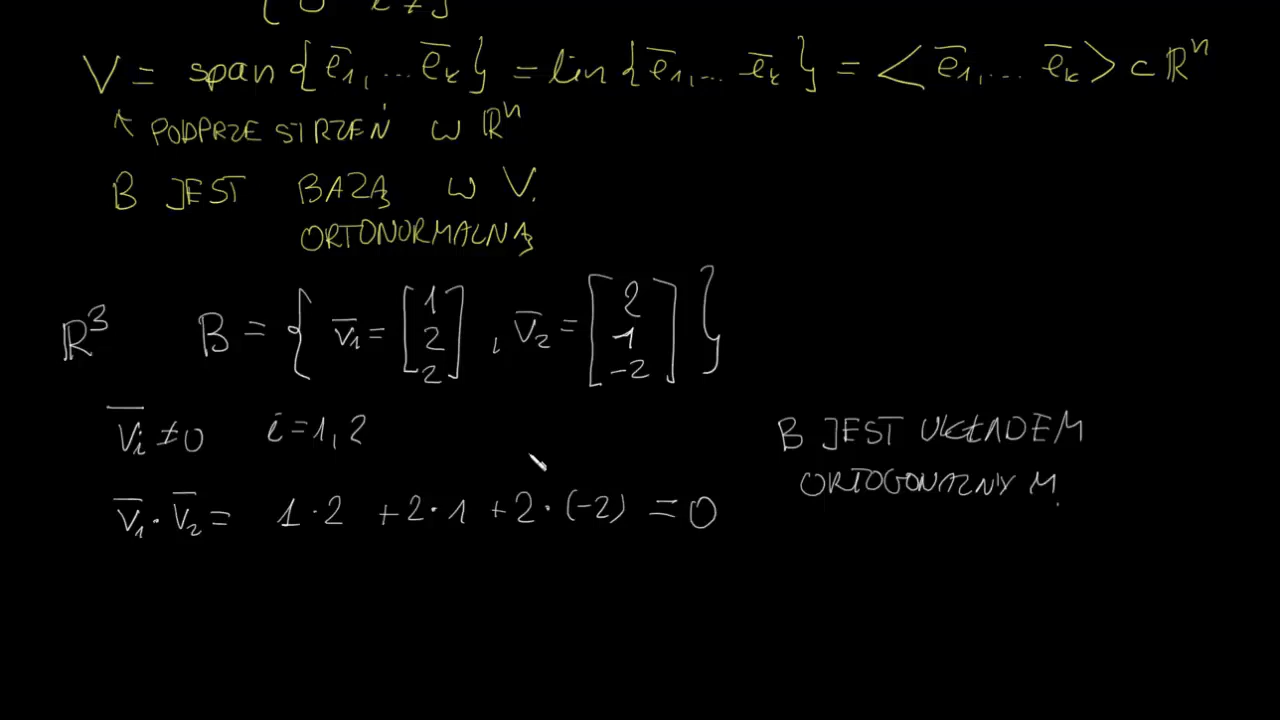 V = span{ē₁,...ēₖ} = lin{ē₁,...ēₖ} = <ē₁,...ēₖ> ⊂ ℝⁿ
↖ PODPRZESTRZEŃ W ℝⁿ
B JEST BAZĄ W V.
ORTONORMALNĄ
ℝ³ B = { v̄₁ = [1 2 2], v̄₂ = [2 1 -2] }
v̄ᵢ ≠ 0 i = 1, 2
B JEST UKŁADEM
ORTOGONALNYM.
v̄₁ · v̄₂ = 1·2 + 2·1 + 2·(-2) = 0